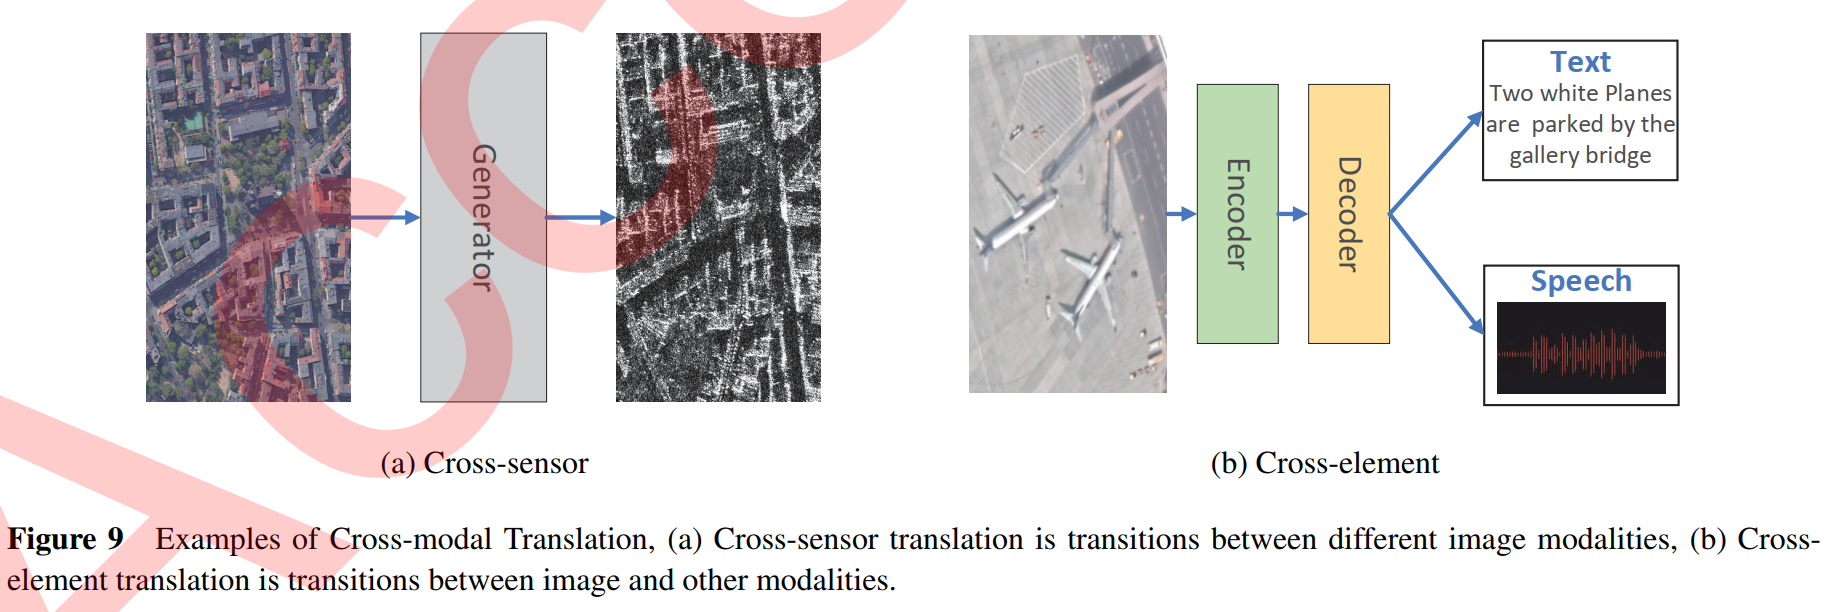 Generator
(a) Cross-sensor
Encoder
Decoder
Text
Two white Planes
are parked by the
gallery bridge
Speech
(b) Cross-element
Figure 9 Examples of Cross-modal Translation, (a) Cross-sensor translation is transitions between different image modalities, (b) Cross-
element translation is transitions between image and other modalities.